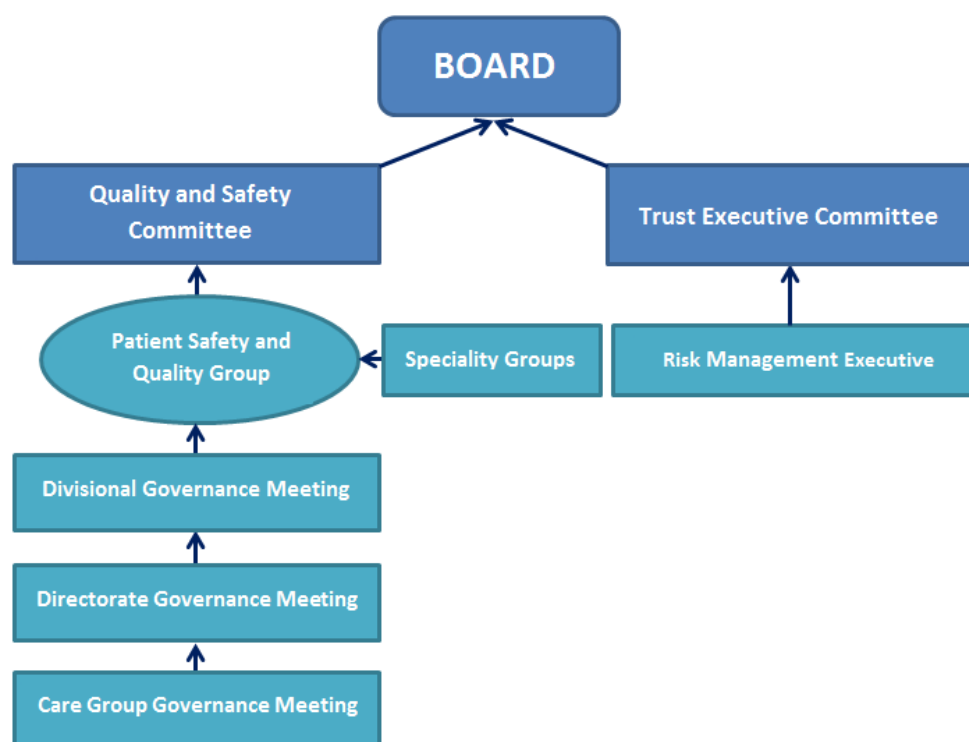 BOARD
Quality and Safety
Committee
Trust Executive Committee
Patient Safety and
Quality Group
Speciality Groups
Risk Management Executive
Divisional Governance Meeting
Directorate Governance Meeting
Care Group Governance Meeting